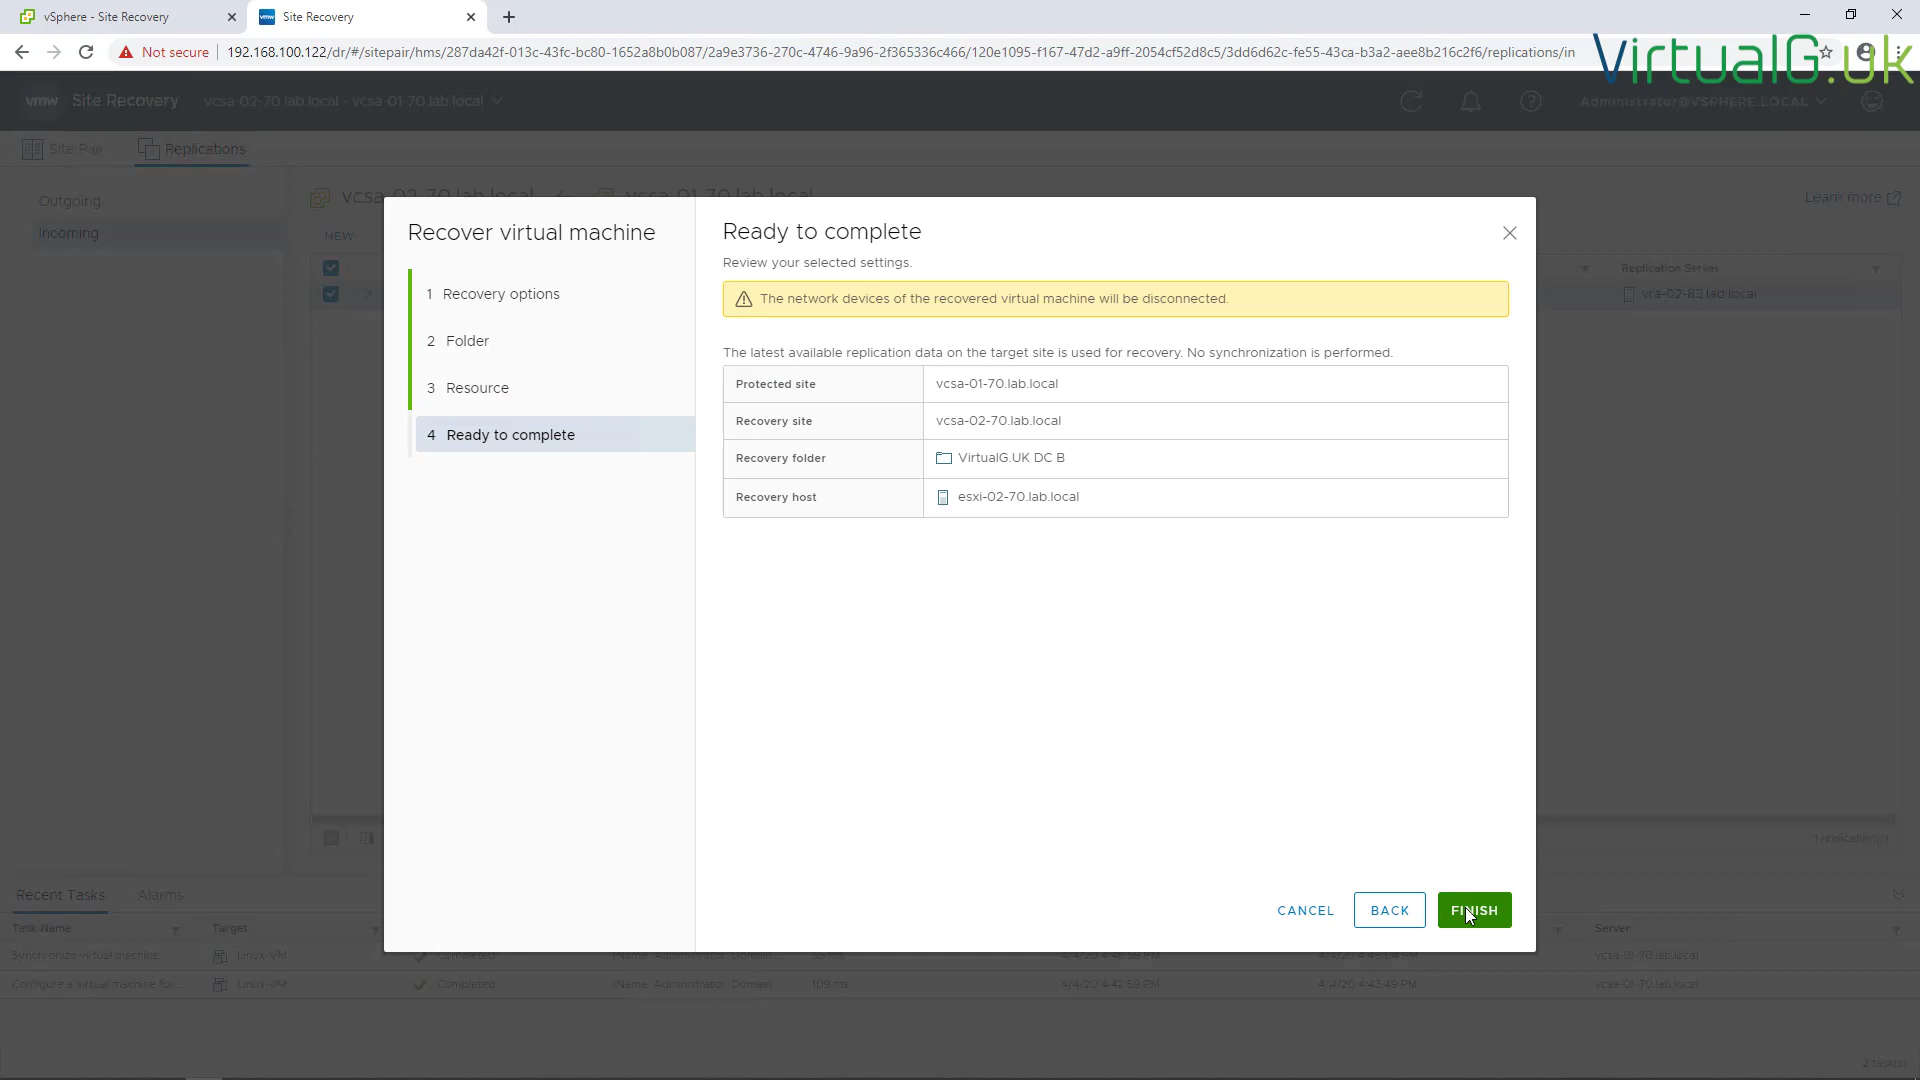 vSphere - Site Recovery
Site Recovery
Not secure
192.168.100.122/dr/#/sitepair/hms/287da42f-013c-43fc-bc80-1652a8b0b087/2a9e3736-270c-4746-9a96-2f365336c466/120e1095-f167-47d2-a9ff-2054cf52d8c5/3dd6d62c-fe55-43ca-b3a2-aee8b216c2f6/replications/in
VirtualG.uk
vmw Site Recovery vcsa-02-70.lab.local - vcsa-01-70.lab.local Administrator@VSPHERE.LOCAL
Site Pair Replications
Outgoing
Incoming
vcsa-02-70.lab.local vcsa-01-70.lab.local
Learn more
NEW
Replication Server
vra-02-83.lab.local
1 replication(s)
Recover virtual machine
1 Recovery options
2 Folder
3 Resource
4 Ready to complete
Ready to complete
Review your selected settings.
The network devices of the recovered virtual machine will be disconnected.
The latest available replication data on the target site is used for recovery. No synchronization is performed.
Protected site vcsa-01-70.lab.local
Recovery site vcsa-02-70.lab.local
Recovery folder VirtualG.UK DC B
Recovery host esxi-02-70.lab.local
CANCEL BACK FINISH
Recent Tasks Alarms
Task Name Target Server
Synchronize virtual machine Linux-VM Completed vcsa-01-70.lab.local
Configure a virtual machine for... Linux-VM Completed (Name: Administrator, Domain... 109 ms 4/4/20 4:42:59 PM 4/4/20 4:43:49 PM vcsa-01-70.lab.local
2 task(s)